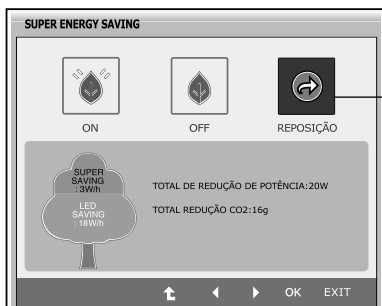 SUPER ENERGY SAVING
ON OFF REPOSIÇÃO
SUPER
SAVING
: 3W/h
LED
SAVING
: 18W/h
TOTAL DE REDUÇÃO DE POTÊNCIA:20W
TOTAL REDUÇÃO CO2:16g
OK EXIT